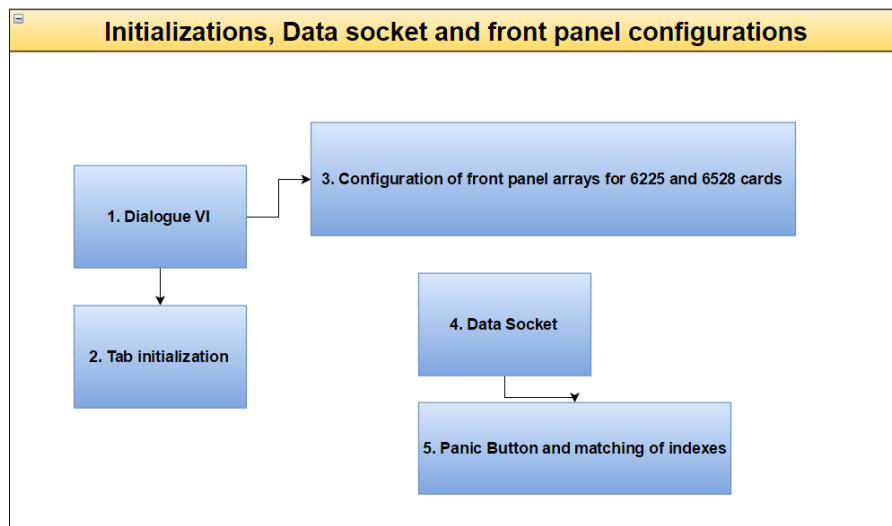 Initializations, Data socket and front panel configurations
3. Configuration of front panel arrays for 6225 and 6528 cards
1. Dialogue VI
2. Tab initialization
4. Data Socket
5. Panic Button and matching of indexes